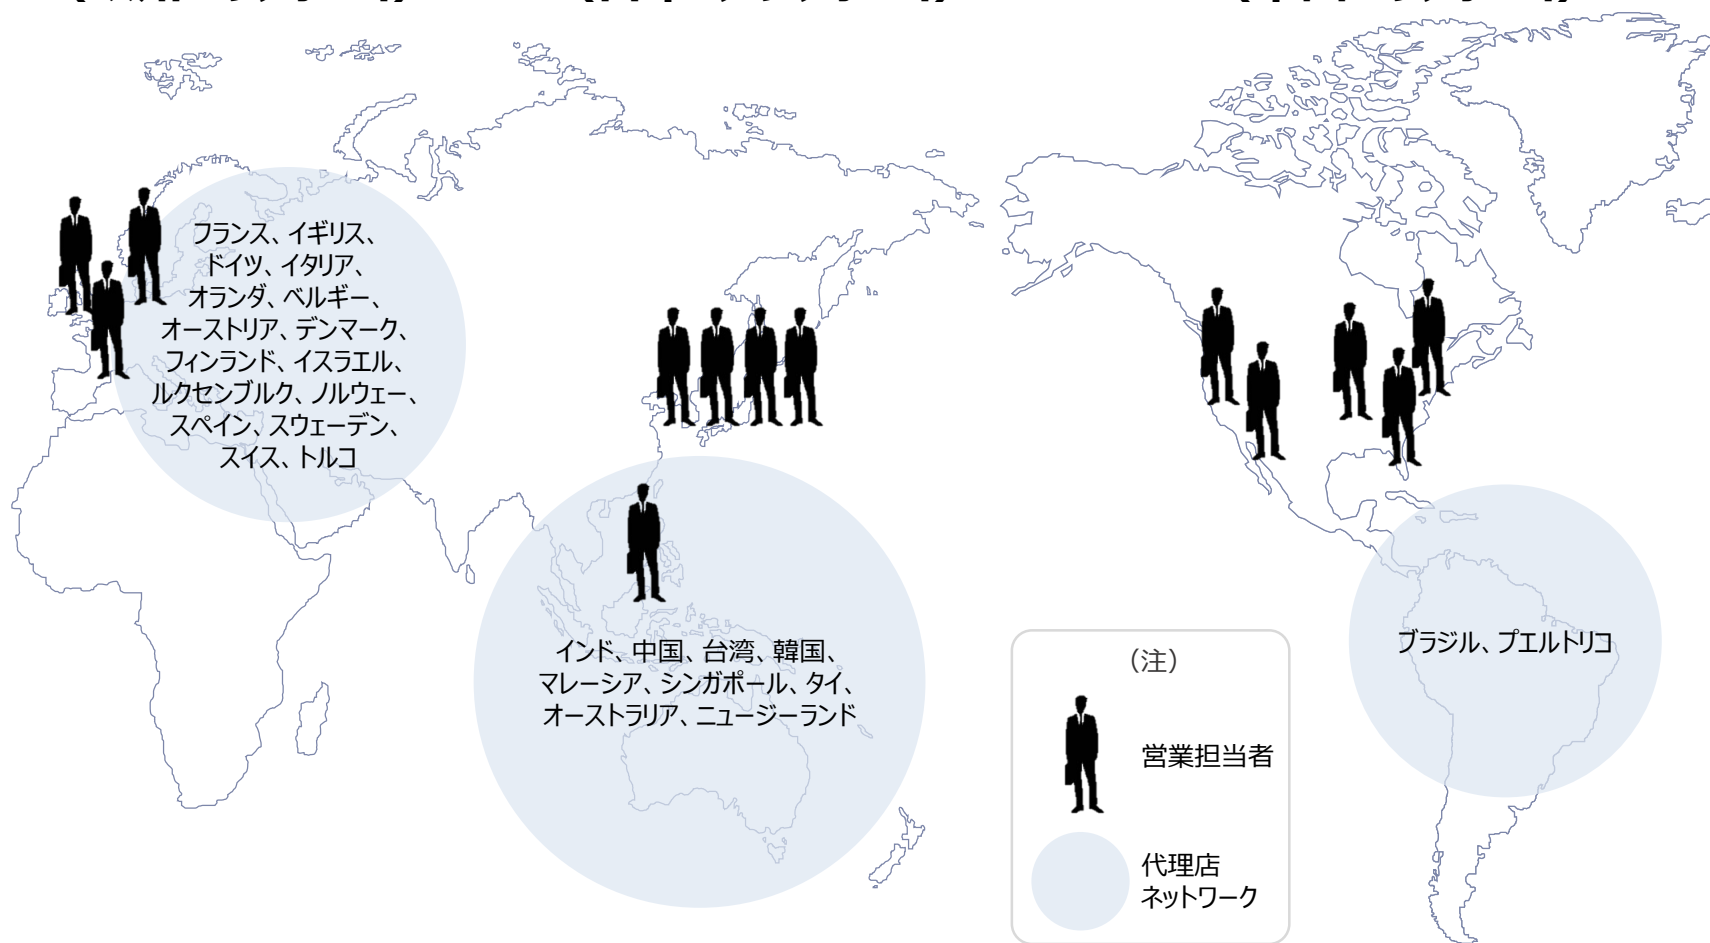 フランス、イギリス、
ドイツ、イタリア、
オランダ、ベルギー、
オーストリア、デンマーク、
フィンランド、イスラエル、
ルクセンブルク、ノルウェー、
スペイン、スウェーデン、
スイス、トルコ
インド、中国、台湾、韓国、
マレーシア、シンガポール、タイ、
オーストラリア、ニュージーランド
ブラジル、プエルトリコ
（注）
営業担当者
代理店
ネットワーク